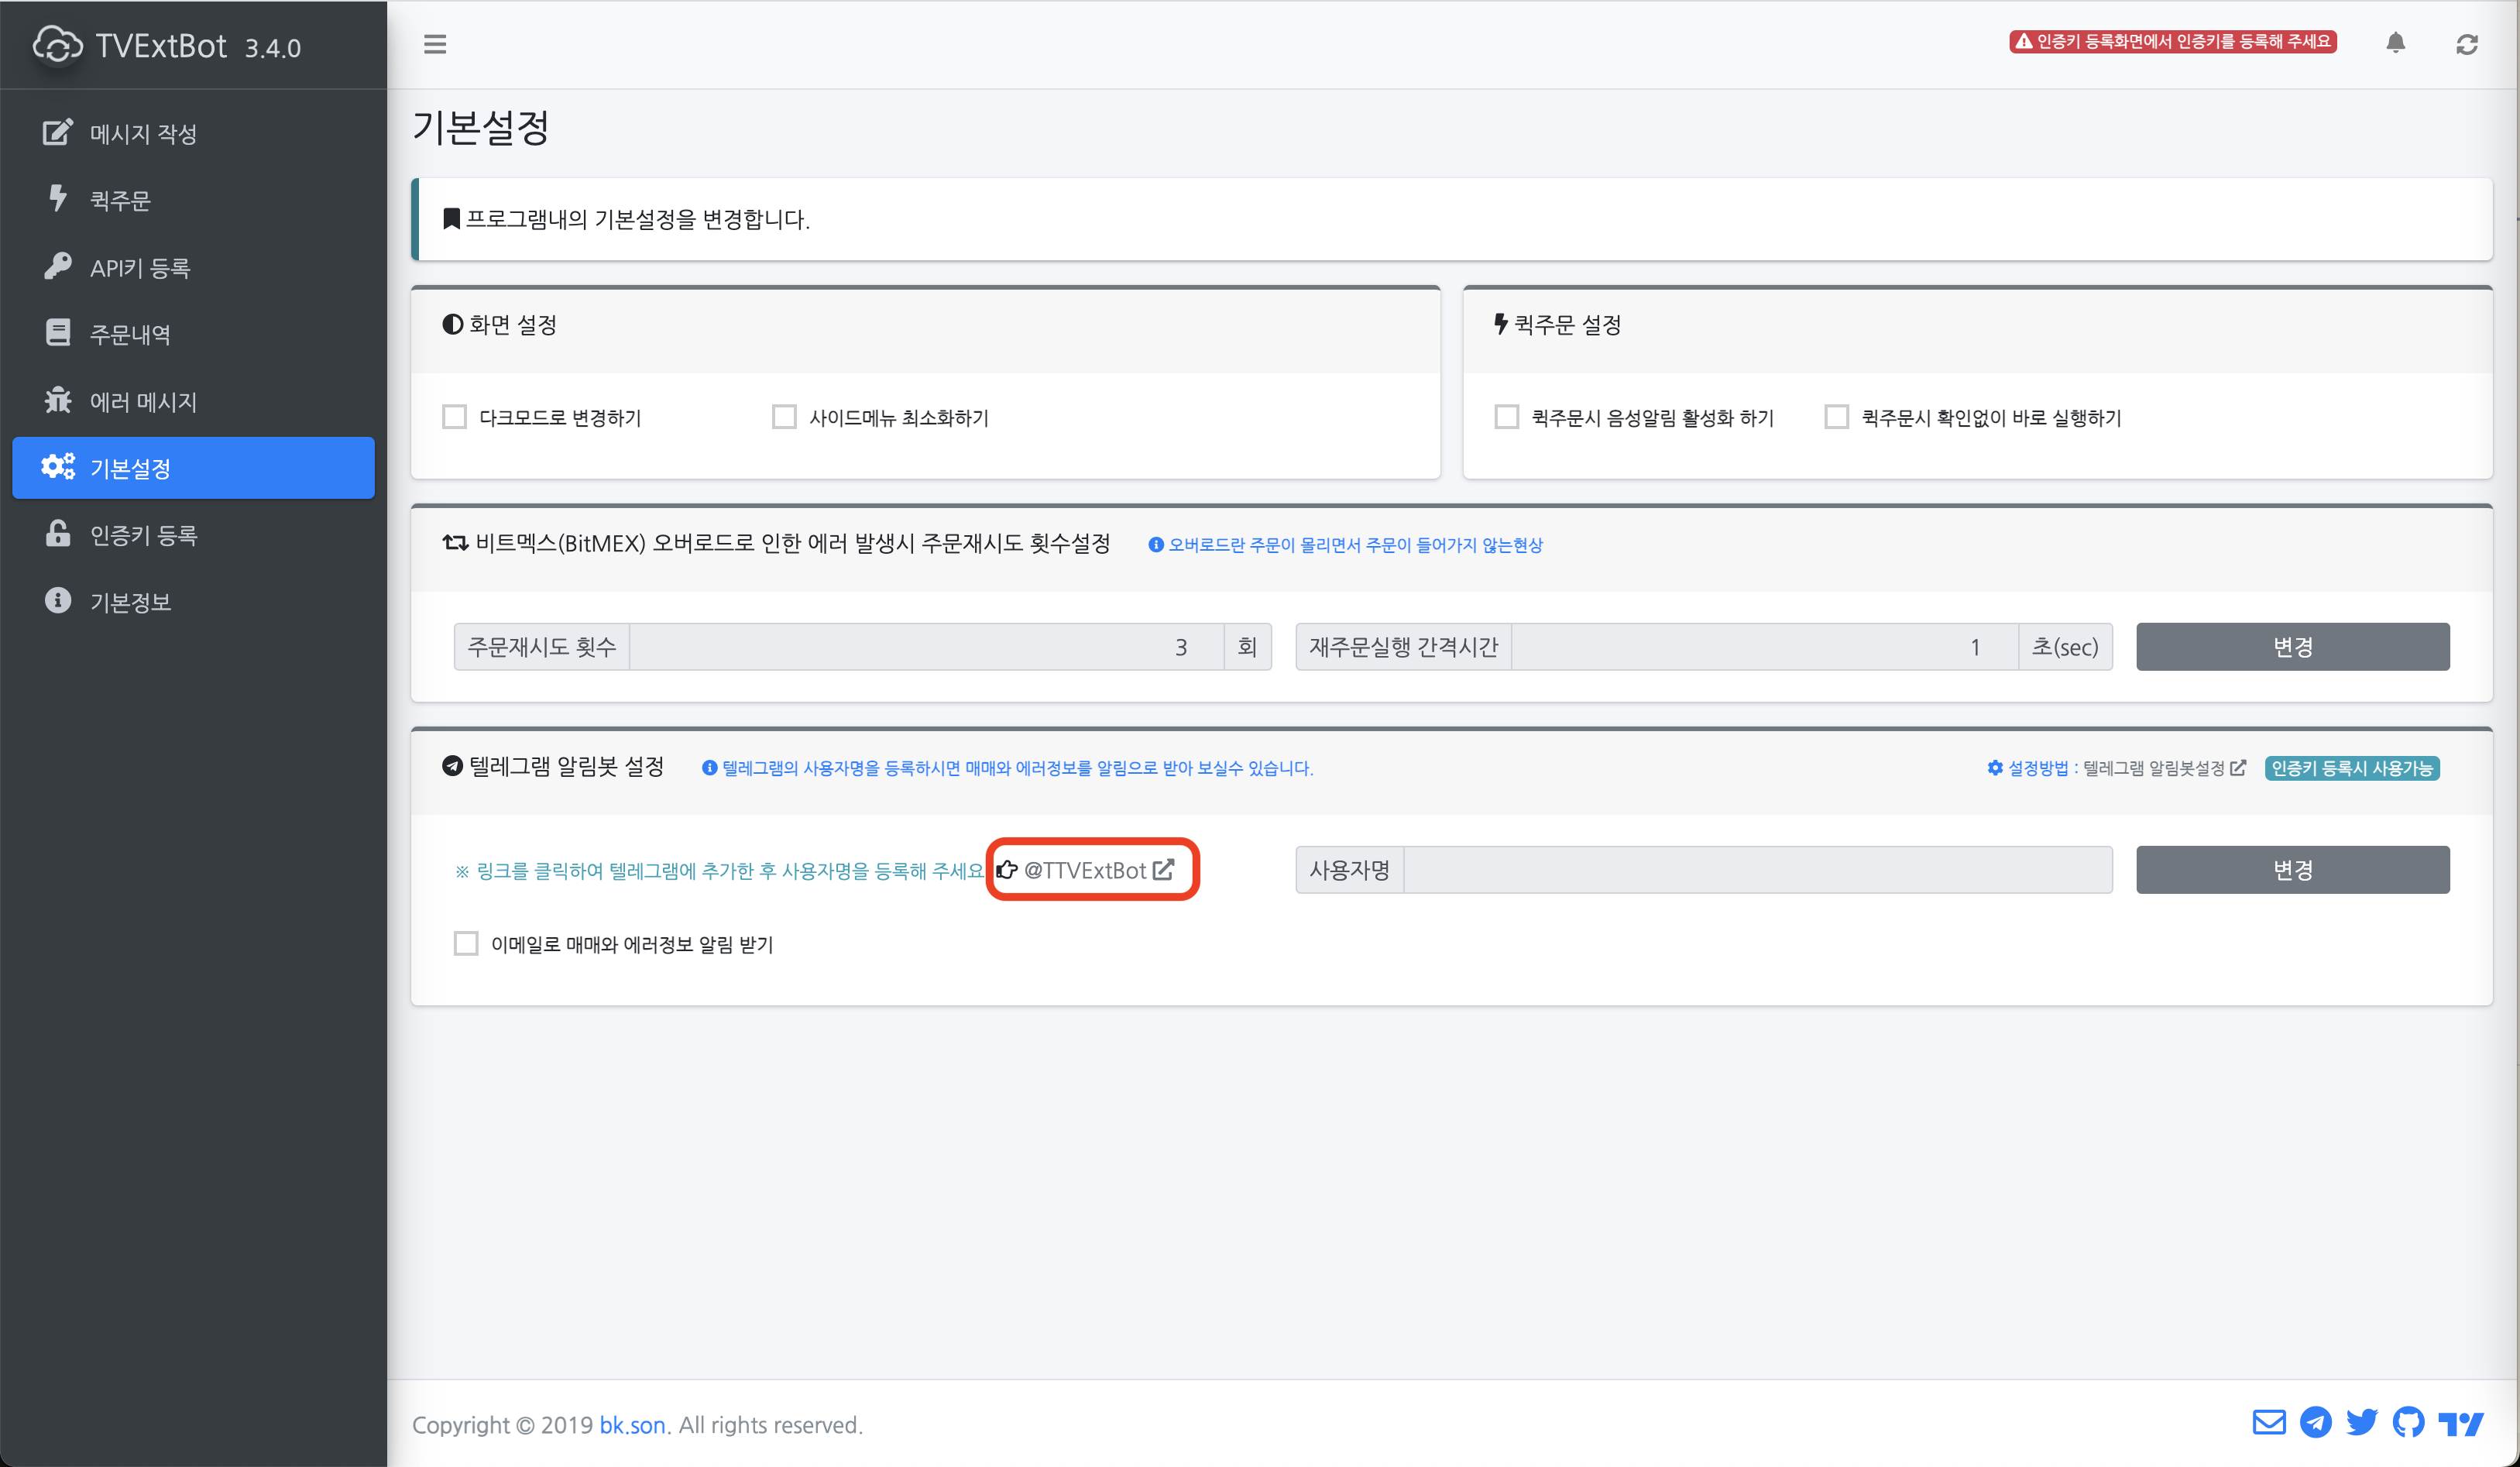 TVExtBot 3.4.0
인증키 등록화면에서 인증키를 등록해 주세요
메시지 작성
퀵주문
API키 등록
주문내역
에러 메시지
기본설정
인증키 등록
기본정보
기본설정
프로그램내의 기본설정을 변경합니다.
화면 설정
다크모드로 변경하기 사이드메뉴 최소화하기
퀵주문 설정
퀵주문시 음성알림 활성화 하기 퀵주문시 확인없이 바로 실행하기
비트멕스(BitMEX) 오버로드로 인한 에러 발생시 주문재시도 횟수설정 오버로드란 주문이 몰리면서 주문이 들어가지 않는현상
주문재시도 횟수 3 회 재주문실행 간격시간 1 초(sec) 변경
텔레그램 알림봇 설정 텔레그램의 사용자명을 등록하시면 매매와 에러정보를 알림으로 받아 보실수 있습니다. 설정방법 : 텔레그램 알림봇설정 인증키 등록시 사용가능
※ 링크를 클릭하여 텔레그램에 추가한 후 사용자명을 등록해 주세요 @TTVExtBot 사용자명 변경
이메일로 매매와 에러정보 알림 받기
Copyright © 2019 bk.son. All rights reserved.